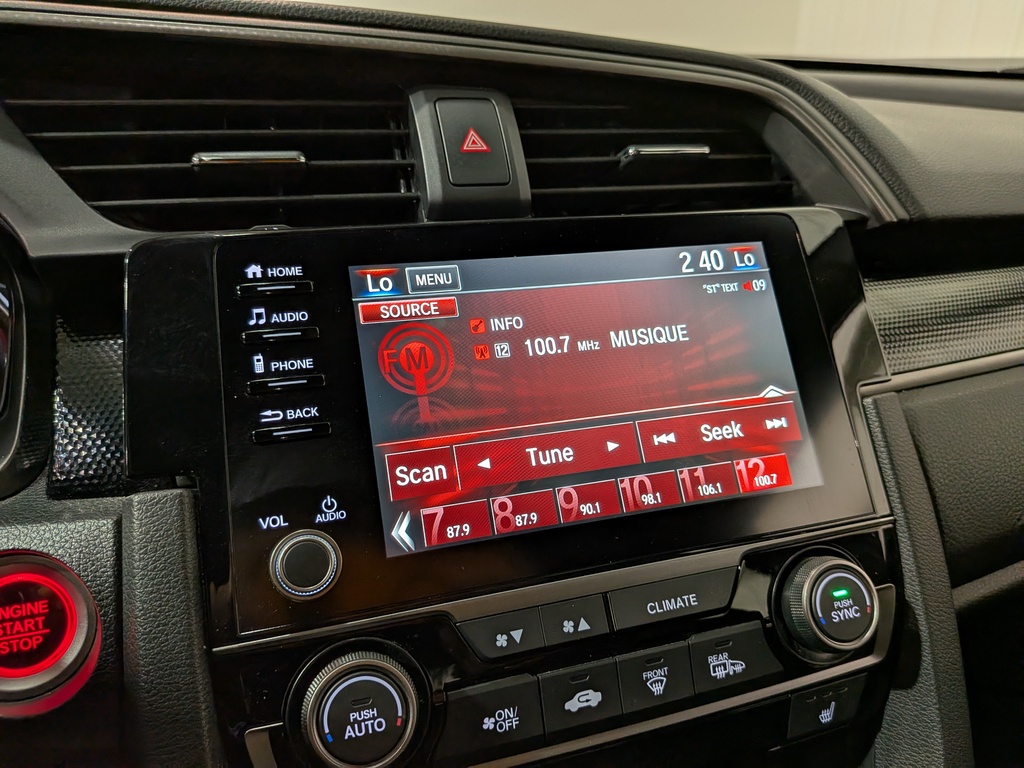 HOME
AUDIO
PHONE
BACK
VOL
AUDIO
Lo
MENU
2 40
Lo
SOURCE
"ST" TEXT
09
FM
INFO
12
100.7 MHz MUSIQUE
Scan
Tune
Seek
7 87.9
8 87.9
9 90.1
10 98.1
11 106.1
12 100.7
ENGINE
START
STOP
CLIMATE
PUSH
SYNC
PUSH
AUTO
ON/
OFF
FRONT
REAR